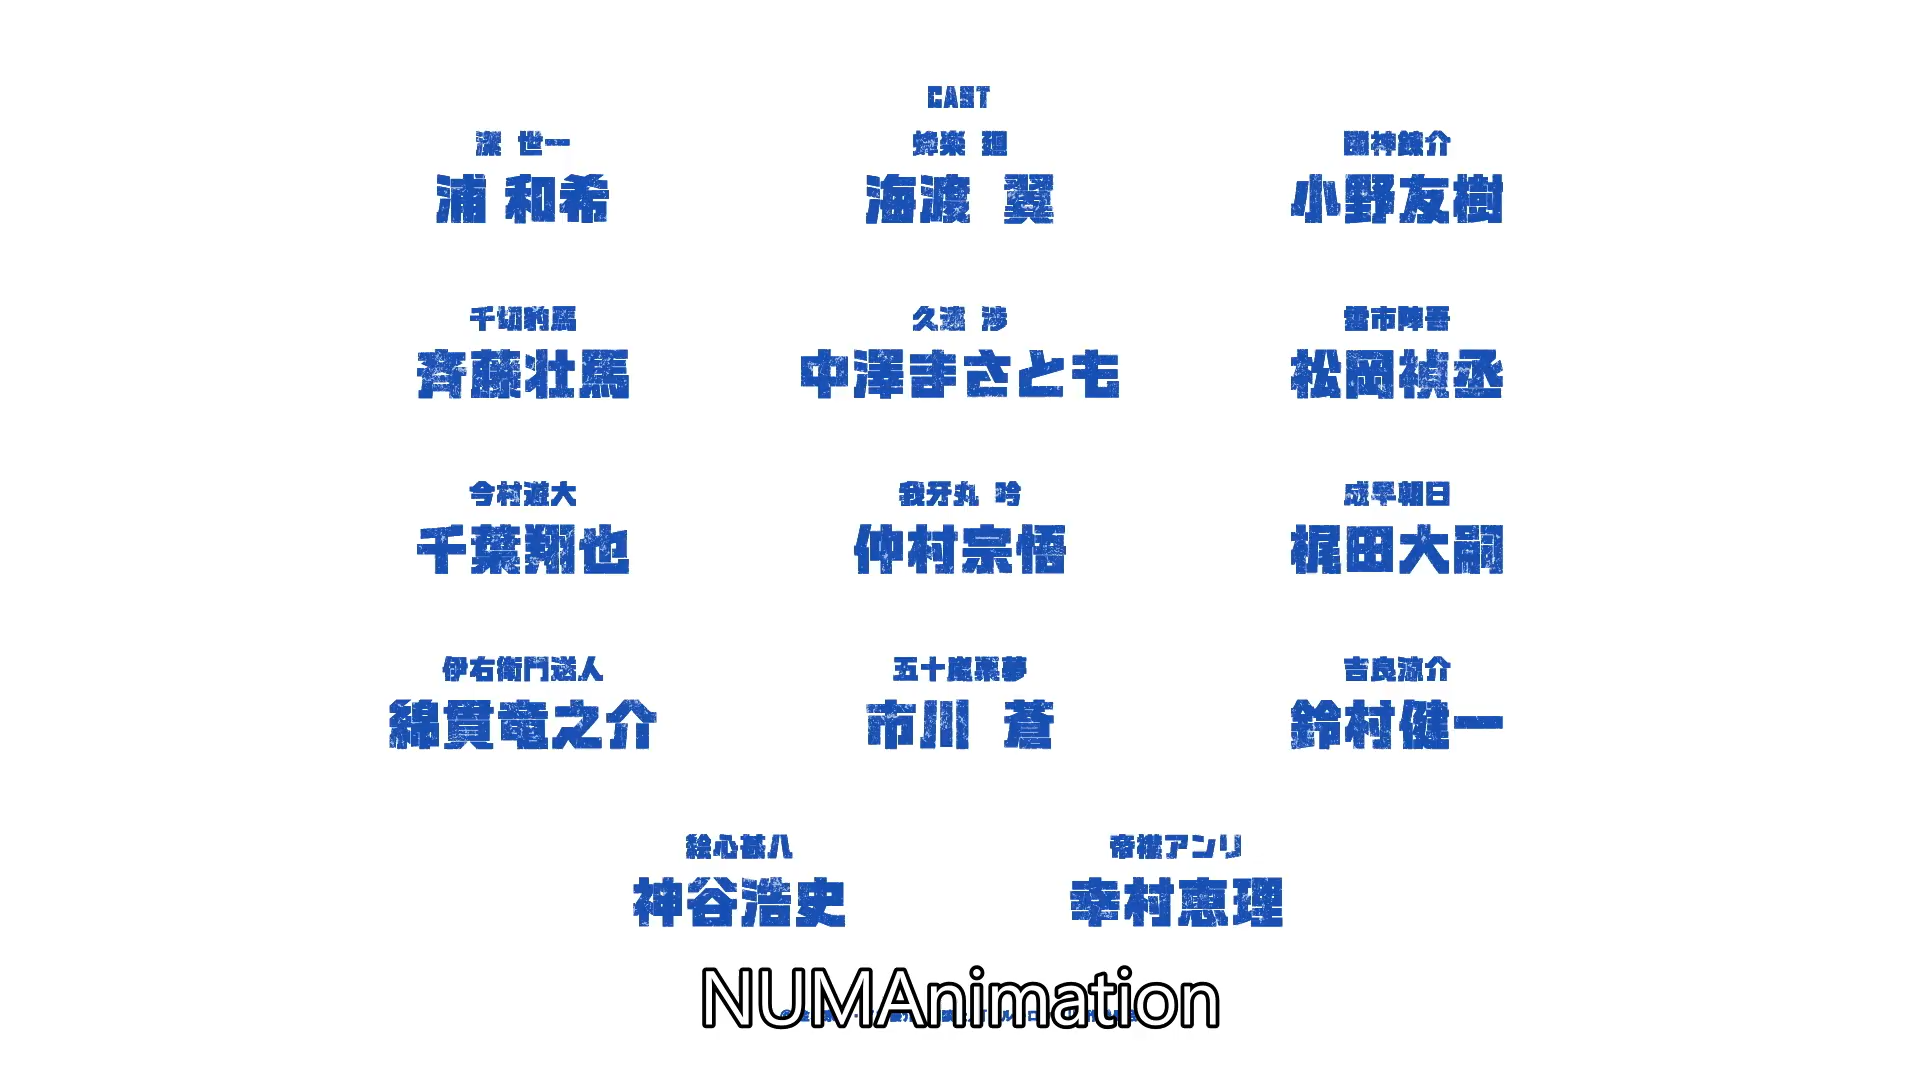 CAST
潔 世一
浦 和希
蜂楽 廻
海渡 翼
國神錬介
小野友樹
千切豹馬
斉藤壮馬
久遠 渉
中澤まさとも
雷市陣吾
松岡禎丞
今村遊大
千葉翔也
我牙丸 吟
仲村宗悟
成早朝日
梶田大嗣
伊右衛門送人
綿貫竜之介
五十嵐栗夢
市川 蒼
吉良涼介
鈴村健一
絵心甚八
神谷浩史
帝襟アンリ
幸村恵理
NUMAnimation